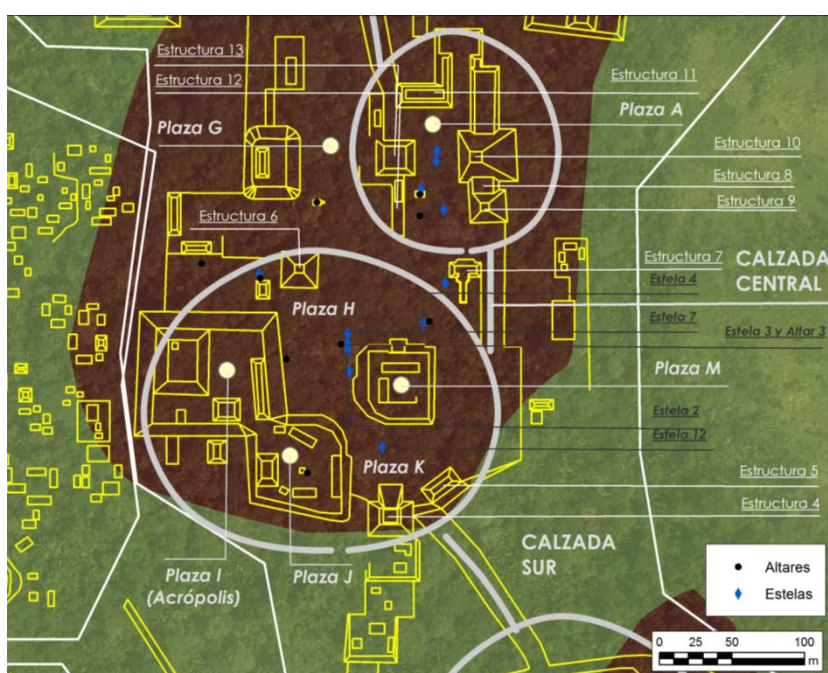 Estructura 13
Estructura 12
Estructura 11
Plaza A
Plaza G
Estructura 10
Estructura 8
Estructura 9
Estructura 6
Estructura 7
CALZADA
CENTRAL
Estela 4
Plaza H
Estela 7
Estela 3 y Altar 3
Plaza M
Estela 2
Estela 12
Plaza K
Estructura 5
Estructura 4
CALZADA
SUR
Plaza I
(Acrópolis)
Plaza J
Altares
Estelas
0 25 50 100
m